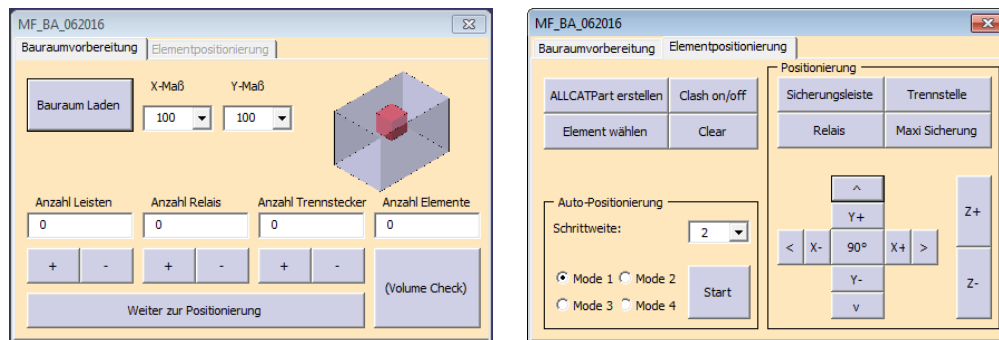 MF_BA_062016
Bauraumvorbereitung Elementpositionierung
Bauraum Laden
X-Maß Y-Maß
100 100
Anzahl Leisten Anzahl Relais Anzahl Trennstecker Anzahl Elemente
0 0 0 0
+ - + - + -
(Volume Check)
Weiter zur Positionierung
MF_BA_062016
Bauraumvorbereitung Elementpositionierung
ALLCATPart erstellen Clash on/off
Element wählen Clear
Positionierung
Sicherungsleiste Trennstelle
Relais Maxi Sicherung
Auto-Positionierung
Schrittweite: 2
Mode 1 Mode 2
Mode 3 Mode 4
Start
^
Y+
< X- 90° X+ >
Y-
v
Z+
Z-